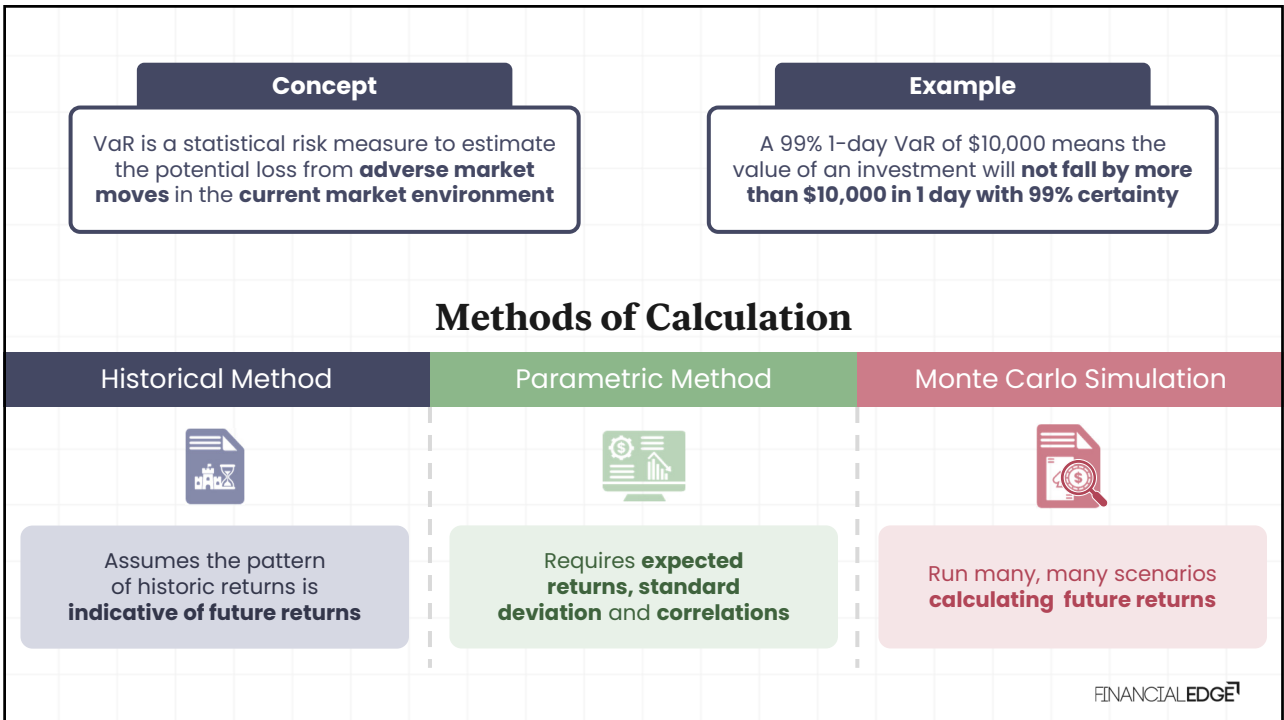 Concept
VaR is a statistical risk measure to estimate
the potential loss from adverse market
moves in the current market environment
Example
A 99% 1-day VaR of $10,000 means the
value of an investment will not fall by more
than $10,000 in 1 day with 99% certainty
Methods of Calculation
Historical Method
Parametric Method
Monte Carlo Simulation
Assumes the pattern
of historic returns is
indicative of future returns
Requires expected
returns, standard
deviation and correlations
Run many, many scenarios
calculating future returns
FINANCIALEDGE